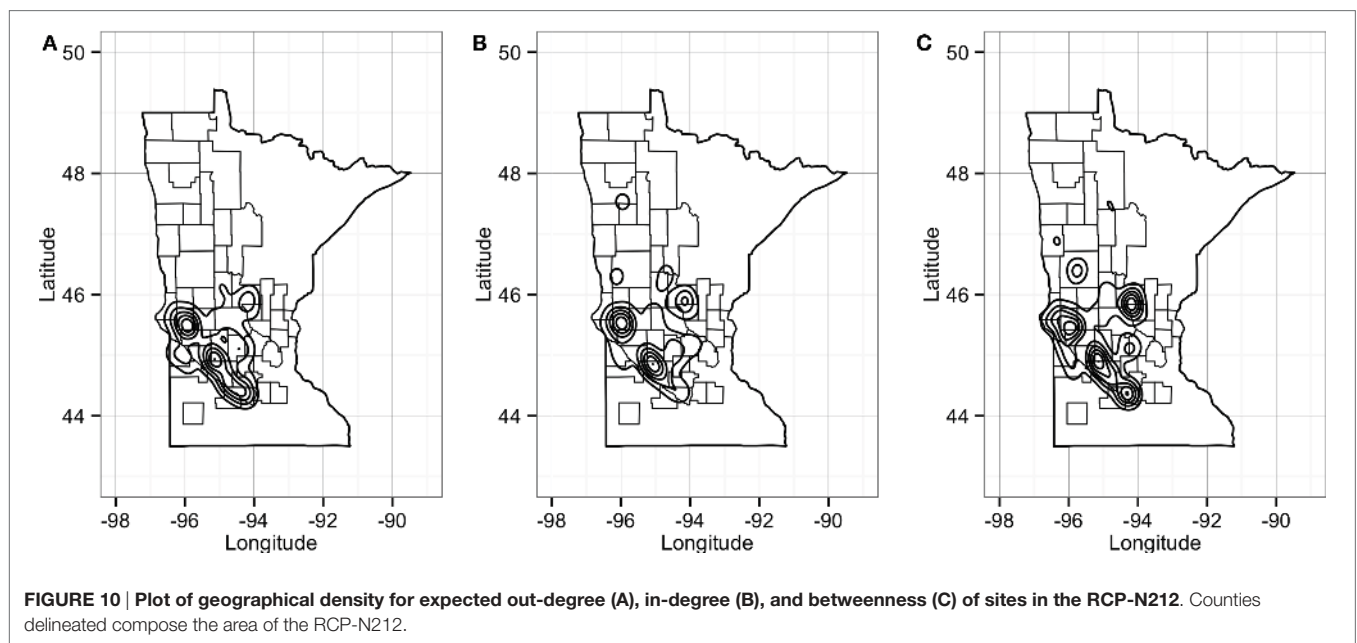 A
B
C
50
48
46
44
Latitude
-98
-96
-94
-92
-90
Longitude
50
48
46
44
Latitude
-98
-96
-94
-92
-90
Longitude
50
48
46
44
Latitude
-98
-96
-94
-92
-90
Longitude
FIGURE 10 | Plot of geographical density for expected out-degree (A), in-degree (B), and betweenness (C) of sites in the RCP-N212. Counties
delineated compose the area of the RCP-N212.